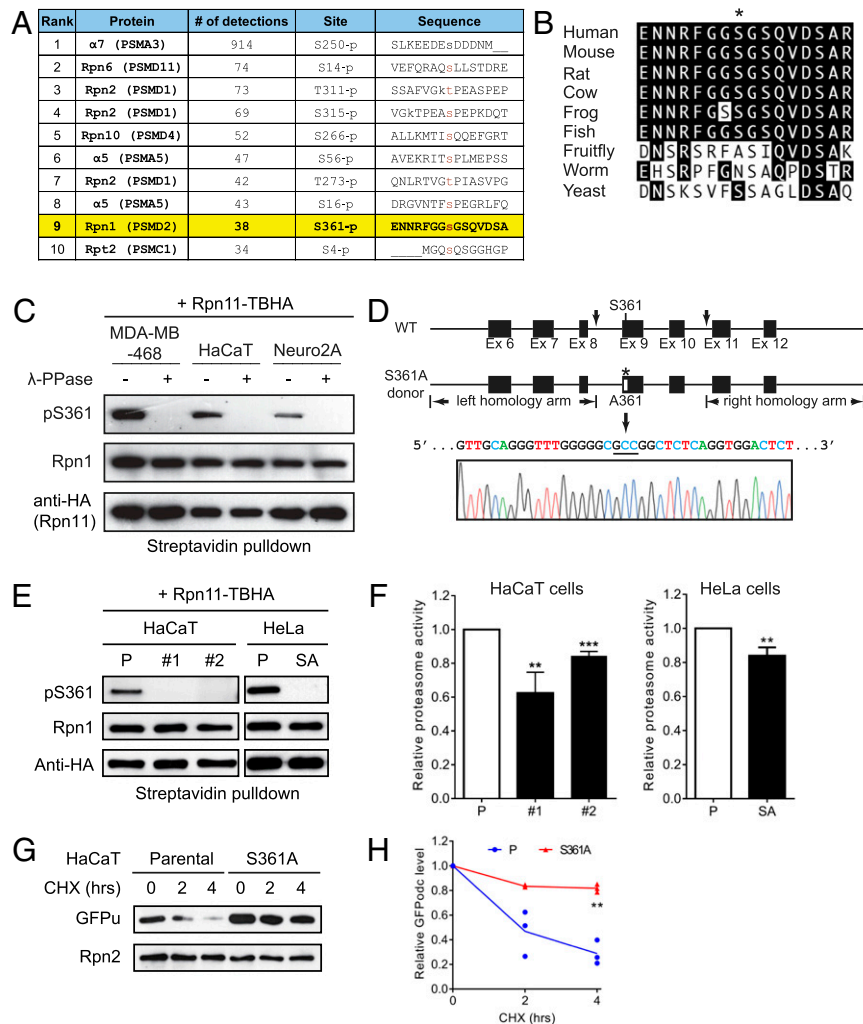 A
Rank Protein # of detections Site Sequence
1 α7 (PSMA3) 914 S250-p SLKEEDEsDDDNM__
2 Rpn6 (PSMD11) 74 S14-p VEFQRAQsLLSTDRE
3 Rpn2 (PSMD1) 73 T311-p SSAFVGktPEASPEP
4 Rpn2 (PSMD1) 69 S315-p VGkTPEAsPEPKDQT
5 Rpn10 (PSMD4) 52 S266-p ALLKMTIsQQEFGRT
6 α5 (PSMA5) 47 S56-p AVEKRITsPLMEPSS
7 Rpn2 (PSMD1) 42 T273-p QNLRTVGtPIASVPG
8 α5 (PSMA5) 43 S16-p DRGVNTFsPEGRLFQ
9 Rpn1 (PSMD2) 38 S361-p ENNRFGGsGSQVDSA
10 Rpt2 (PSMC1) 34 S4-p ____MGQsQSGGHGP
B
*
Human ENNRFGGSGSQVDSAR
Mouse ENNRFGGSGSQVDSAR
Rat ENNRFGGSGSQVDSAR
Cow ENNRFGGSGSQVDSAR
Frog ENNRFGSSGSQVDSAR
Fish ENNRFGGSGSQVDSAR
Fruitfly DNSRSRFASIQVDSAK
Worm EHSRPFGNSAQPDSTR
Yeast DNSKSVFSSAGLDSAQ
C
+ Rpn11-TBHA
MDA-MB
-468 HaCaT Neuro2A
λ-PPase - + - + - +
pS361
Rpn1
anti-HA
(Rpn11)
Streptavidin pulldown
D
S361
WT
Ex 6 Ex 7 Ex 8 Ex 9 Ex 10 Ex 11 Ex 12
*
S361A
donor
left homology arm A361 right homology arm
5’ ...GTTGCAGGGTTTGGGGGCGCCGGCTCTCAGGTGGACTCT...3’
E
+ Rpn11-TBHA
HaCaT HeLa
P #1 #2 P SA
pS361
Rpn1
Anti-HA
Streptavidin pulldown
F
HaCaT cells
Relative proteasome activity
1.2
1.0
0.8
0.6
0.4
0.2
0.0
** ***
P #1 #2
HeLa cells
Relative proteasome activity
1.2
1.0
0.8
0.6
0.4
0.2
0.0
**
P SA
G
HaCaT Parental S361A
CHX (hrs) 0 2 4 0 2 4
GFPu
Rpn2
H
P S361A
Relative GFPodc level
1.2
1.0
0.8
0.6
0.4
0.2
0.0
**
0 2 4
CHX (hrs)